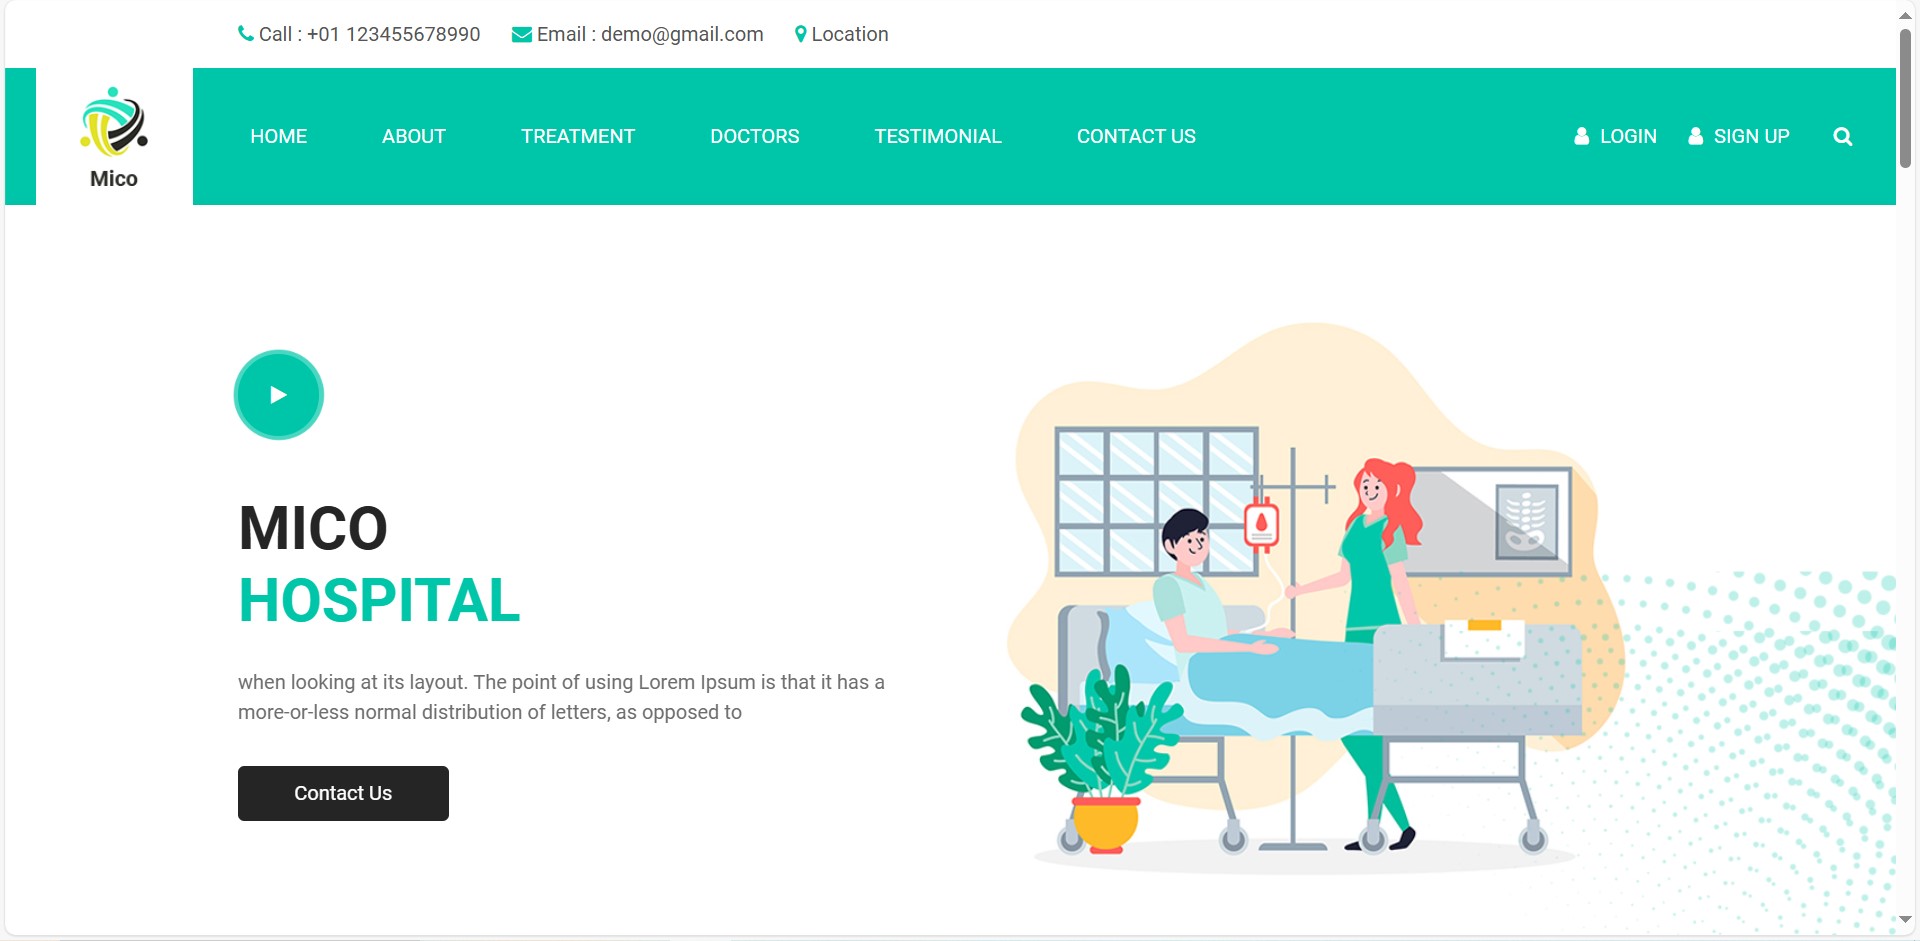 Call : +01 123455678990 Email : demo@gmail.com Location
Mico
HOME ABOUT TREATMENT DOCTORS TESTIMONIAL CONTACT US LOGIN SIGN UP
MICO
HOSPITAL
when looking at its layout. The point of using Lorem Ipsum is that it has a
more-or-less normal distribution of letters, as opposed to
Contact Us